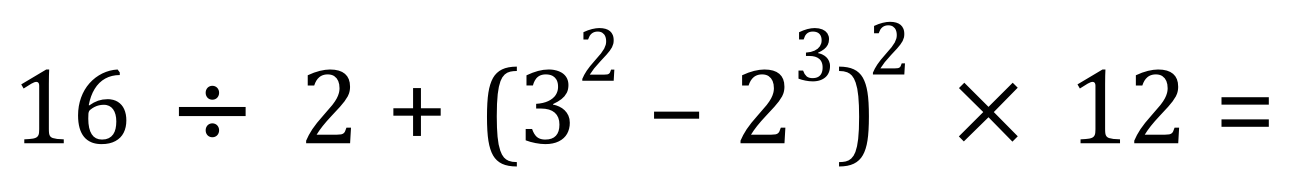 16 ÷ 2 + (3² − 2³)² × 12 =